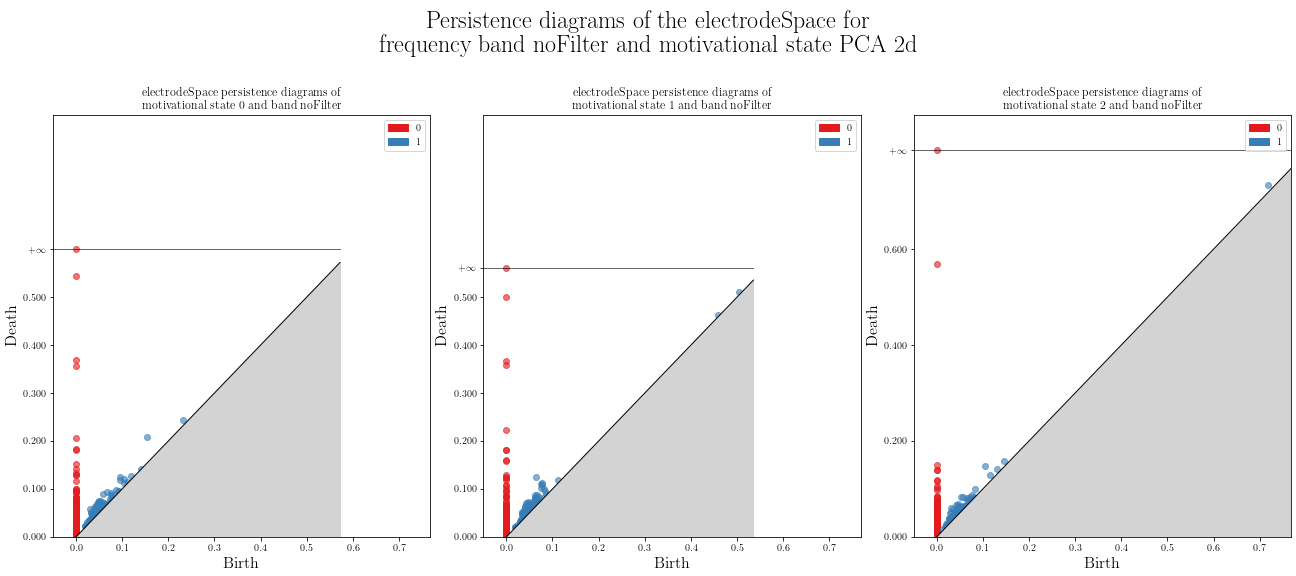 Persistence diagrams of the electrodeSpace for
frequency band noFilter and motivational state PCA 2d
electrodeSpace persistence diagrams of
motivational state 0 and band noFilter
0
1
+∞
0.500
0.400
0.300
0.200
0.100
0.000
Death
0.0 0.1 0.2 0.3 0.4 0.5 0.6 0.7
Birth
electrodeSpace persistence diagrams of
motivational state 1 and band noFilter
0
1
+∞
0.500
0.400
0.300
0.200
0.100
0.000
Death
0.0 0.1 0.2 0.3 0.4 0.5 0.6 0.7
Birth
electrodeSpace persistence diagrams of
motivational state 2 and band noFilter
0
1
+∞
0.600
0.400
0.200
0.000
Death
0.0 0.1 0.2 0.3 0.4 0.5 0.6 0.7
Birth